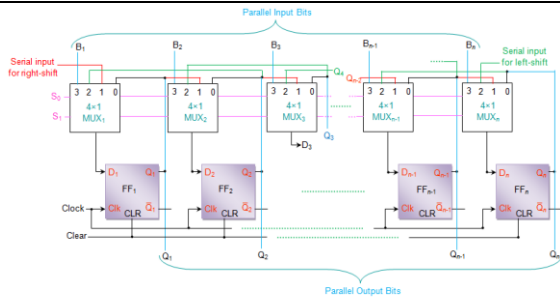 Parallel Input Bits
B1 B2 B3 Bn-1 Bn
Serial input
for right-shift
Q4
Qn-2
Serial input
for left-shift
3 2 1 0 3 2 1 0 3 2 1 0 3 2 1 0 3 2 1 0
S0
S1
4×1
MUX1
4×1
MUX2
4×1
MUX3
4×1
MUXn-1
4×1
MUXn
Q3
D3
D1 Q1
FF1
Clk Q̅1
CLR
D2 Q2
FF2
Clk Q̅2
CLR
Dn-1 Qn-1
FFn-1
Clk Q̅n-1
CLR
Dn Qn
FFn
Clk Q̅n
CLR
Clock
Clear
Q1 Q2 Qn-1 Qn
Parallel Output Bits